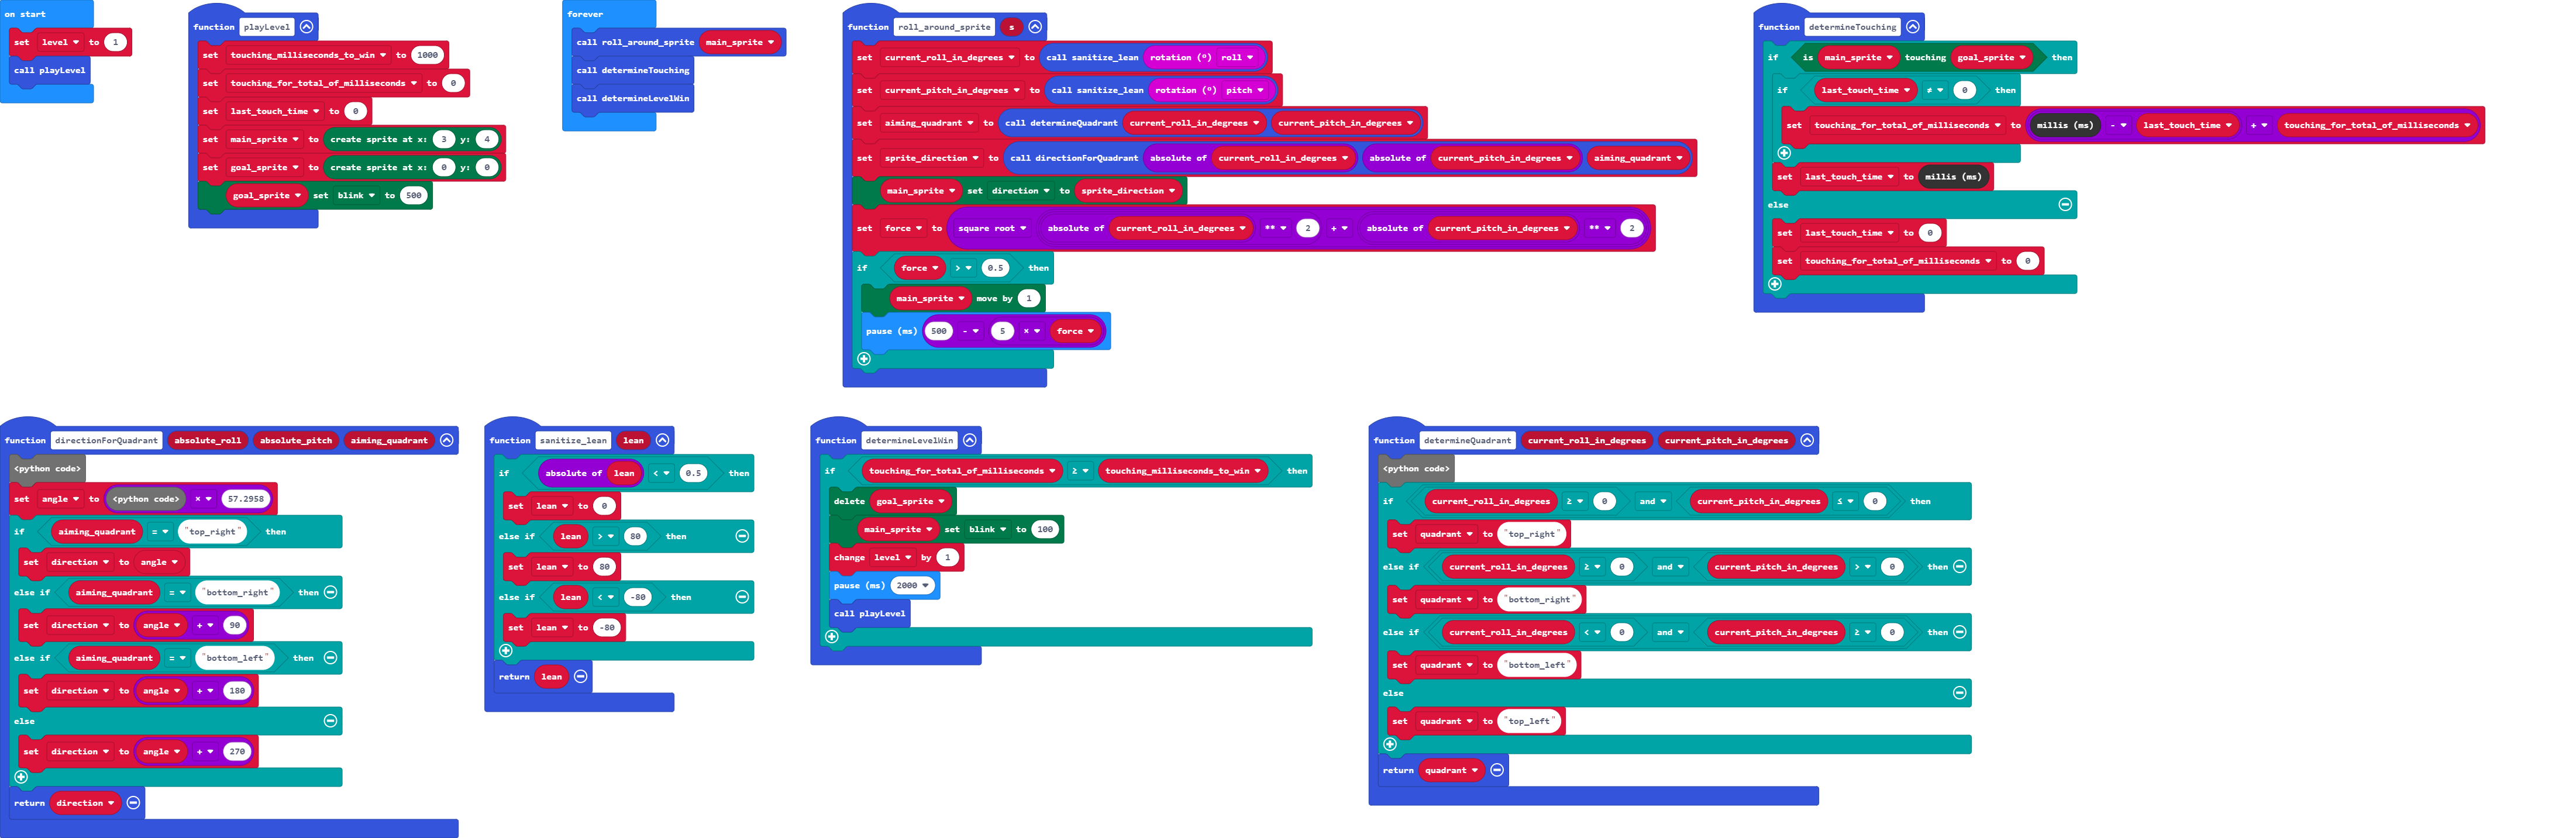 on start
set level to 1
call playLevel
function playLevel
set touching_milliseconds_to_win to 1000
set touching_for_total_of_milliseconds to 0
set last_touch_time to 0
set main_sprite to create sprite at x: 3 y: 4
set goal_sprite to create sprite at x: 0 y: 0
goal_sprite set blink to 500
forever
call roll_around_sprite main_sprite
call determineTouching
call determineLevelWin
function roll_around_sprite s
set current_roll_in_degrees to call sanitize_lean rotation (º) roll
set current_pitch_in_degrees to call sanitize_lean rotation (º) pitch
set aiming_quadrant to call determineQuadrant current_roll_in_degrees current_pitch_in_degrees
set sprite_direction to call directionForQuadrant absolute of current_roll_in_degrees absolute of current_pitch_in_degrees aiming_quadrant
main_sprite set direction to sprite_direction
set force to square root absolute of current_roll_in_degrees ** 2 + absolute of current_pitch_in_degrees ** 2
if force > 0.5 then
main_sprite move by 1
pause (ms) 500 - 5 × force
function determineTouching
if is main_sprite touching goal_sprite then
if last_touch_time ≠ 0 then
set touching_for_total_of_milliseconds to millis (ms) - last_touch_time + touching_for_total_of_milliseconds
set last_touch_time to millis (ms)
else
set last_touch_time to 0
set touching_for_total_of_milliseconds to 0
function directionForQuadrant absolute_roll absolute_pitch aiming_quadrant
<python code>
set angle to <python code> × 57.2958
if aiming_quadrant = "top_right" then
set direction to angle
else if aiming_quadrant = "bottom_right" then
set direction to angle + 90
else if aiming_quadrant = "bottom_left" then
set direction to angle + 180
else
set direction to angle + 270
return direction
function sanitize_lean lean
if absolute of lean < 0.5 then
set lean to 0
else if lean > 80 then
set lean to 80
else if lean < -80 then
set lean to -80
return lean
function determineLevelWin
if touching_for_total_of_milliseconds ≥ touching_milliseconds_to_win then
delete goal_sprite
main_sprite set blink to 100
change level by 1
pause (ms) 2000
call playLevel
function determineQuadrant current_roll_in_degrees current_pitch_in_degrees
<python code>
if current_roll_in_degrees ≥ 0 and current_pitch_in_degrees ≤ 0 then
set quadrant to "top_right"
else if current_roll_in_degrees ≥ 0 and current_pitch_in_degrees > 0 then
set quadrant to "bottom_right"
else if current_roll_in_degrees < 0 and current_pitch_in_degrees ≥ 0 then
set quadrant to "bottom_left"
else
set quadrant to "top_left"
return quadrant